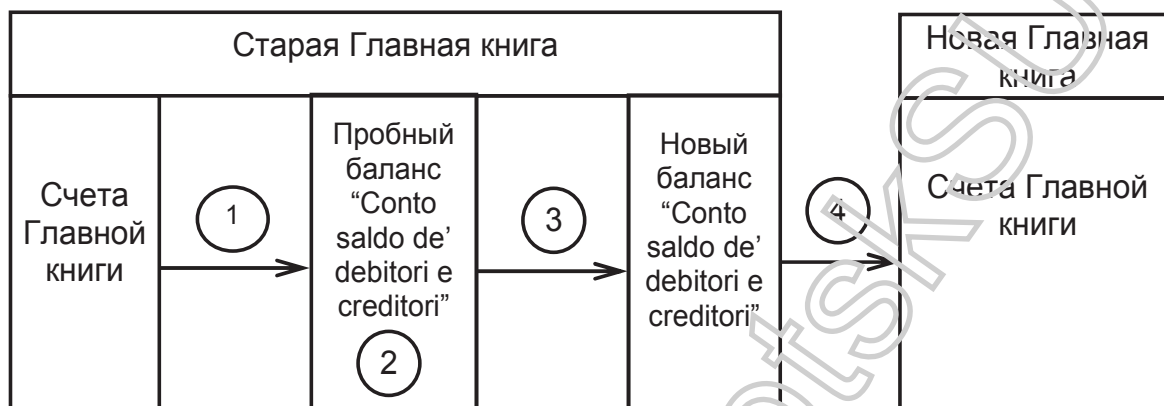 Старая Главная книга
Новая Главная
книга
Счета
Главной
книги
1
Пробный
баланс
“Conto
saldo de’
debitori e
creditori”
2
3
Новый
баланс
“Conto
saldo de’
debitori e
creditori”
4
Счета Главной
книги